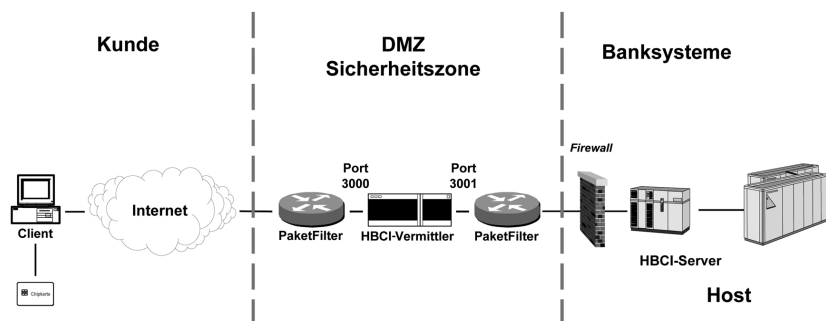 Kunde
DMZ
Sicherheitszone
Banksysteme
Firewall
Port
3000
Port
3001
Internet
Client
PaketFilter
HBCI-Vermittler
PaketFilter
HBCI-Server
Chipkarte
Host